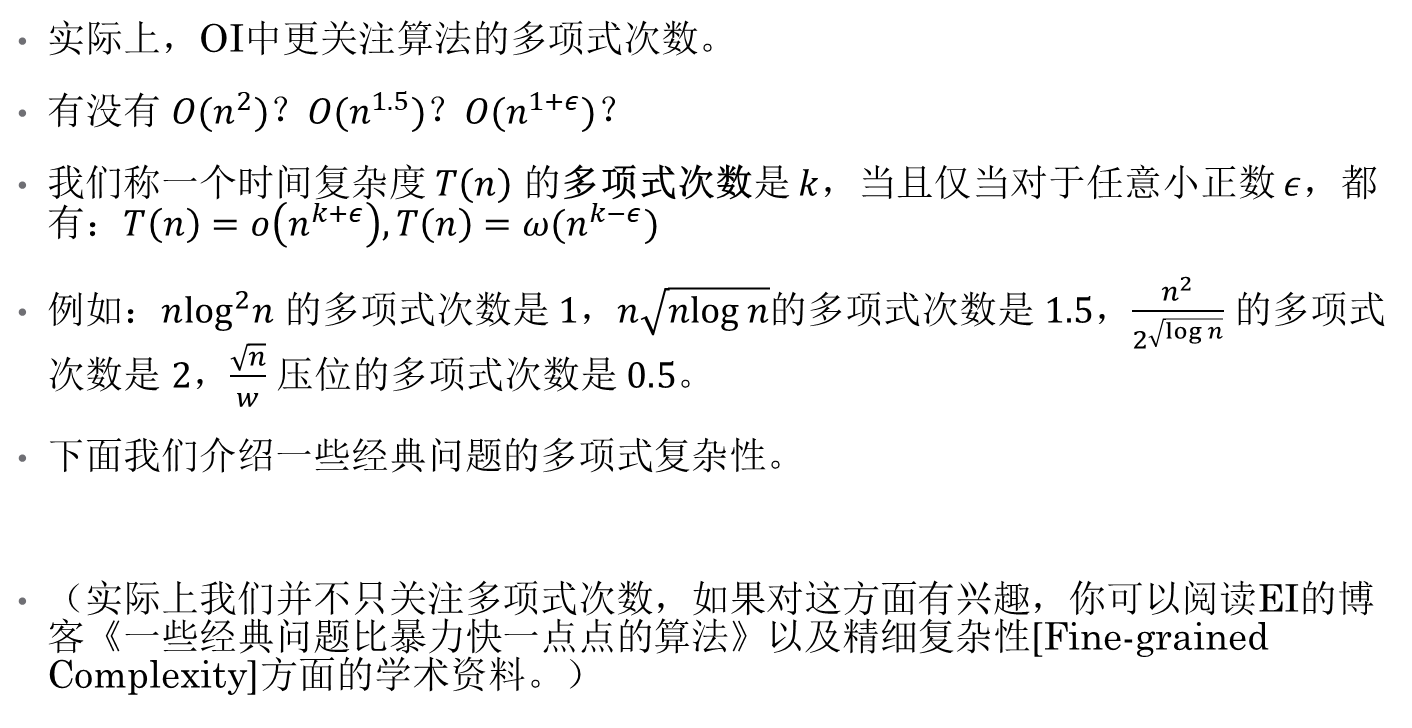 • 实际上，OI中更关注算法的多项式次数。
• 有没有 𝑂(𝑛²)？𝑂(𝑛^{1.5})？𝑂(𝑛^{1+𝜖})？
• 我们称一个时间复杂度 𝑇(𝑛) 的多项式次数是 𝑘，当且仅当对于任意小正数 𝜖，都
有：𝑇(𝑛) = 𝑜(𝑛^{𝑘+𝜖}), 𝑇(𝑛) = 𝜔(𝑛^{𝑘−𝜖})
• 例如：𝑛log²𝑛 的多项式次数是 1，𝑛√(𝑛log 𝑛)的多项式次数是 1.5，𝑛²/2^{√(log 𝑛)} 的多项式
次数是 2，√𝑛/𝑤 压位的多项式次数是 0.5。
• 下面我们介绍一些经典问题的多项式复杂性。
• （实际上我们并不只关注多项式次数，如果对这方面有兴趣，你可以阅读EI的博
客《一些经典问题比暴力快一点点的算法》以及精细复杂性[Fine-grained
Complexity]方面的学术资料。）